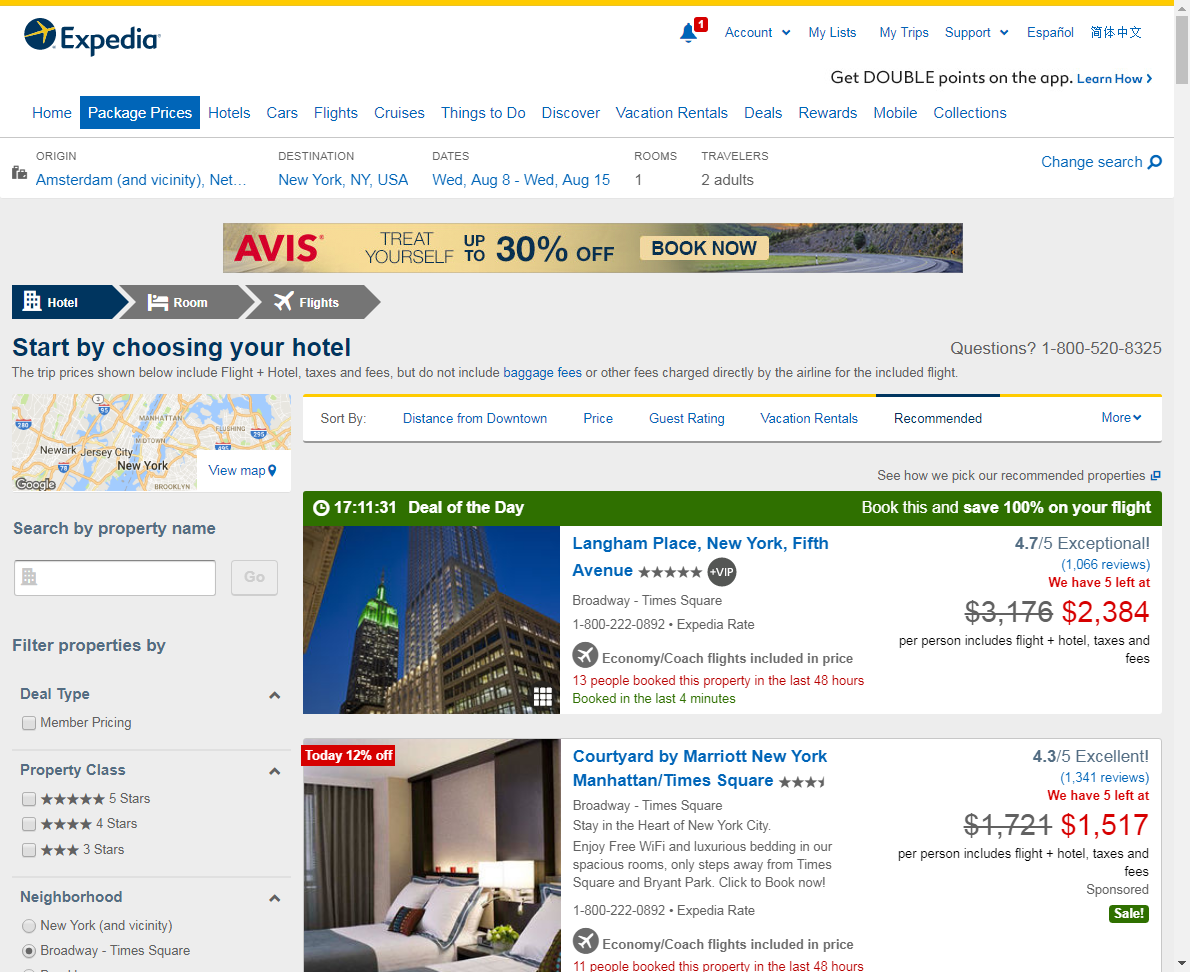 Expedia
1
Account
My Lists
My Trips
Support
Español
简体中文
Get DOUBLE points on the app. Learn How
Home
Package Prices
Hotels
Cars
Flights
Cruises
Things to Do
Discover
Vacation Rentals
Deals
Rewards
Mobile
Collections
ORIGIN
Amsterdam (and vicinity), Net...
DESTINATION
New York, NY, USA
DATES
Wed, Aug 8 - Wed, Aug 15
ROOMS
1
TRAVELERS
2 adults
Change search
AVIS
TREAT
YOURSELF
UP
TO
30% OFF
BOOK NOW
Hotel
Room
Flights
Start by choosing your hotel
Questions? 1-800-520-8325
The trip prices shown below include Flight + Hotel, taxes and fees, but do not include baggage fees or other fees charged directly by the airline for the included flight.
3
95
MANHATTAN
280
FLUSHING
295
MIDTOWN
495
Newark
Jersey City
78
New York
BROOKLYN
Google
View map
Sort By:
Distance from Downtown
Price
Guest Rating
Vacation Rentals
Recommended
More
See how we pick our recommended properties
Search by property name
Go
Filter properties by
Deal Type
Member Pricing
Property Class
5 Stars
4 Stars
3 Stars
Neighborhood
New York (and vicinity)
Broadway - Times Square
17:11:31 Deal of the Day
Book this and save 100% on your flight
Langham Place, New York, Fifth
Avenue
+VIP
Broadway - Times Square
1-800-222-0892 • Expedia Rate
Economy/Coach flights included in price
13 people booked this property in the last 48 hours
Booked in the last 4 minutes
4.7/5 Exceptional!
(1,066 reviews)
We have 5 left at
$3,176 $2,384
per person includes flight + hotel, taxes and
fees
Today 12% off
Courtyard by Marriott New York
Manhattan/Times Square
Broadway - Times Square
Stay in the Heart of New York City.
Enjoy Free WiFi and luxurious bedding in our
spacious rooms, only steps away from Times
Square and Bryant Park. Click to Book now!
1-800-222-0892 • Expedia Rate
Economy/Coach flights included in price
11 people booked this property in the last 48 hours
4.3/5 Excellent!
(1,341 reviews)
We have 5 left at
$1,721 $1,517
per person includes flight + hotel, taxes and
fees
Sponsored
Sale!